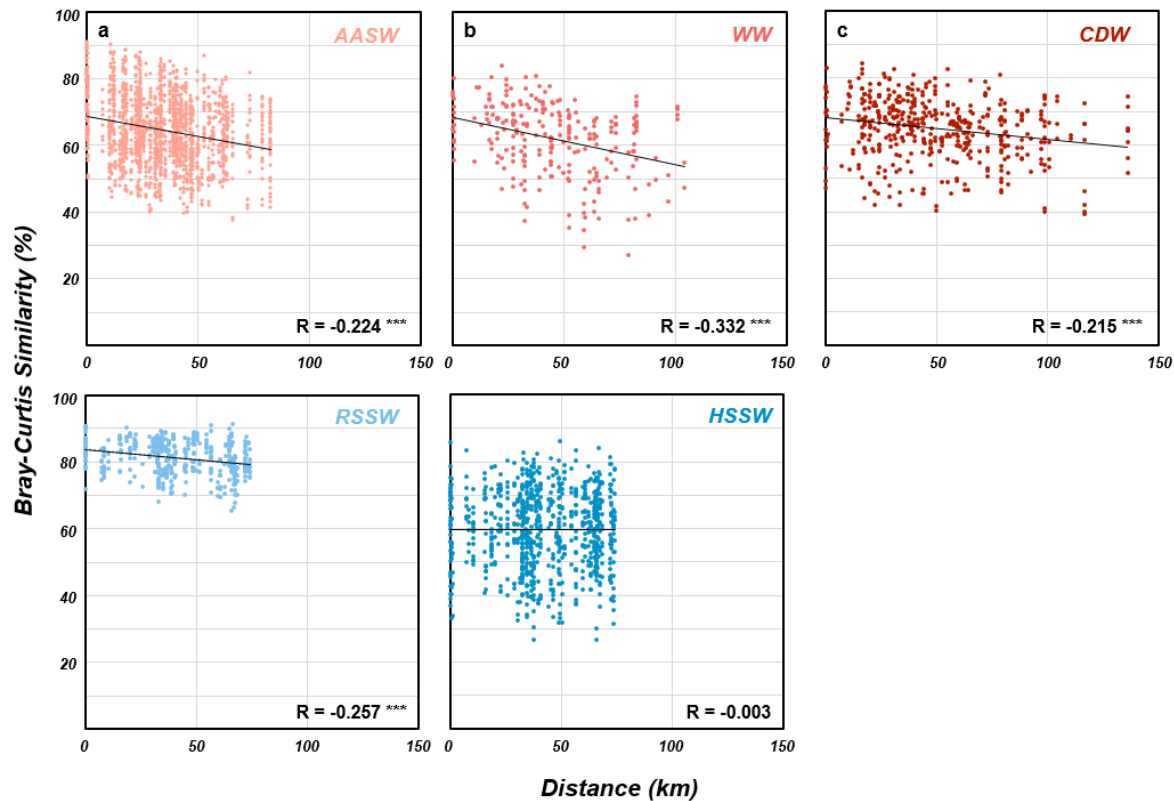 100
a
AASW
80
60
40
20
R = -0.224 ***
0
50
100
150
b
WW
R = -0.332 ***
0
50
100
150
c
CDW
R = -0.215 ***
0
50
100
150
Bray-Curtis Similarity (%)
100
RSSW
80
60
40
20
R = -0.257 ***
0
50
100
150
HSSW
R = -0.003
0
50
100
150
Distance (km)